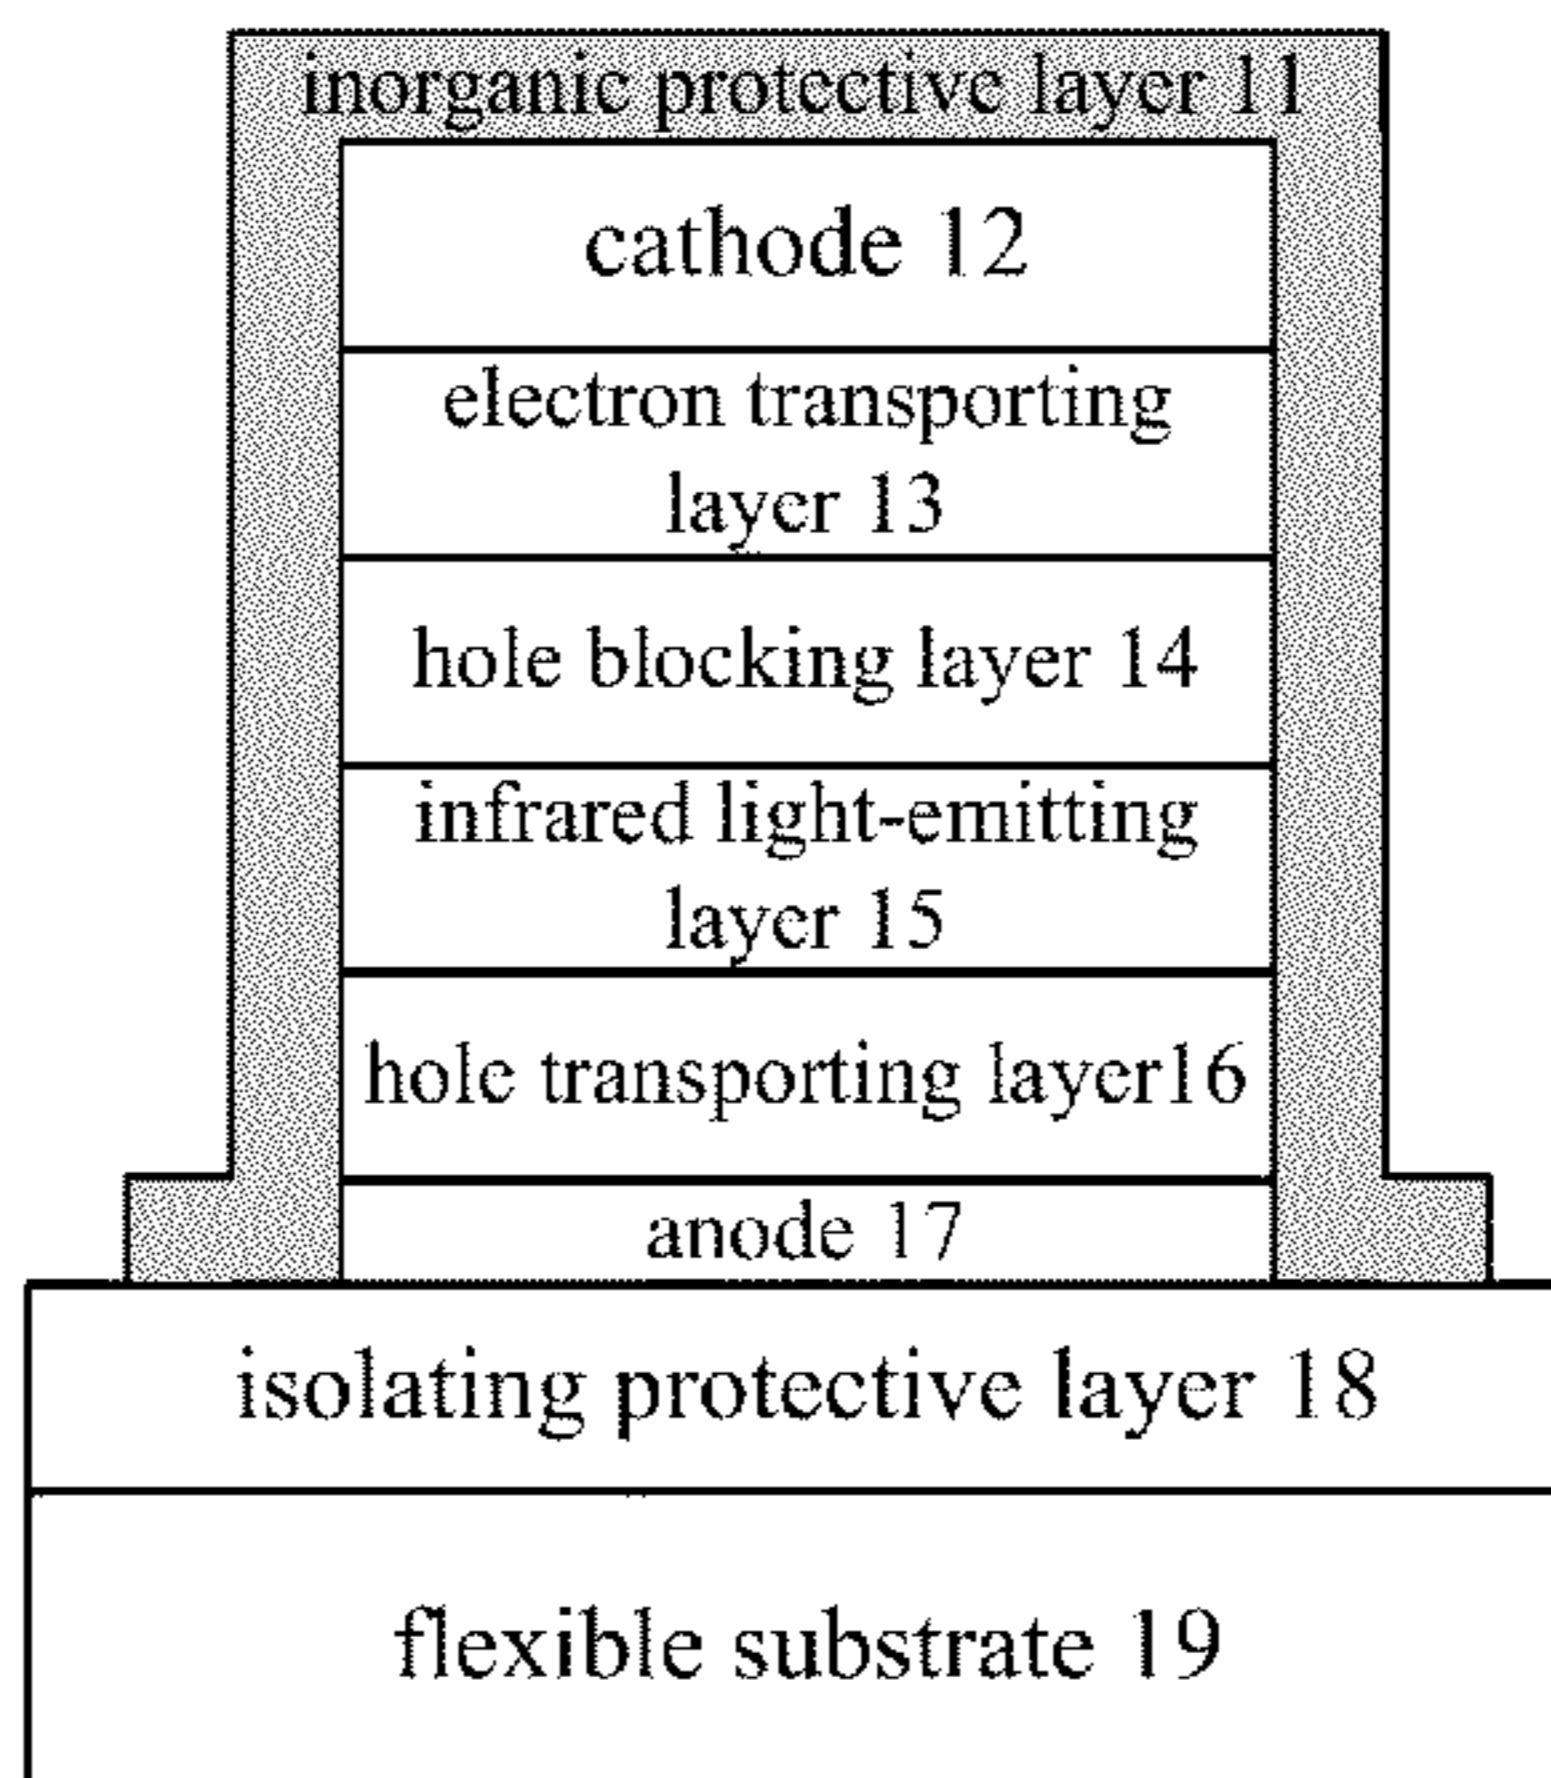 inorganic protective layer 11
cathode 12
electron transporting
layer 13
hole blocking layer 14
infrared light-emitting
layer 15
hole transporting layer16
anode 17
isolating protective layer 18
flexible substrate 19